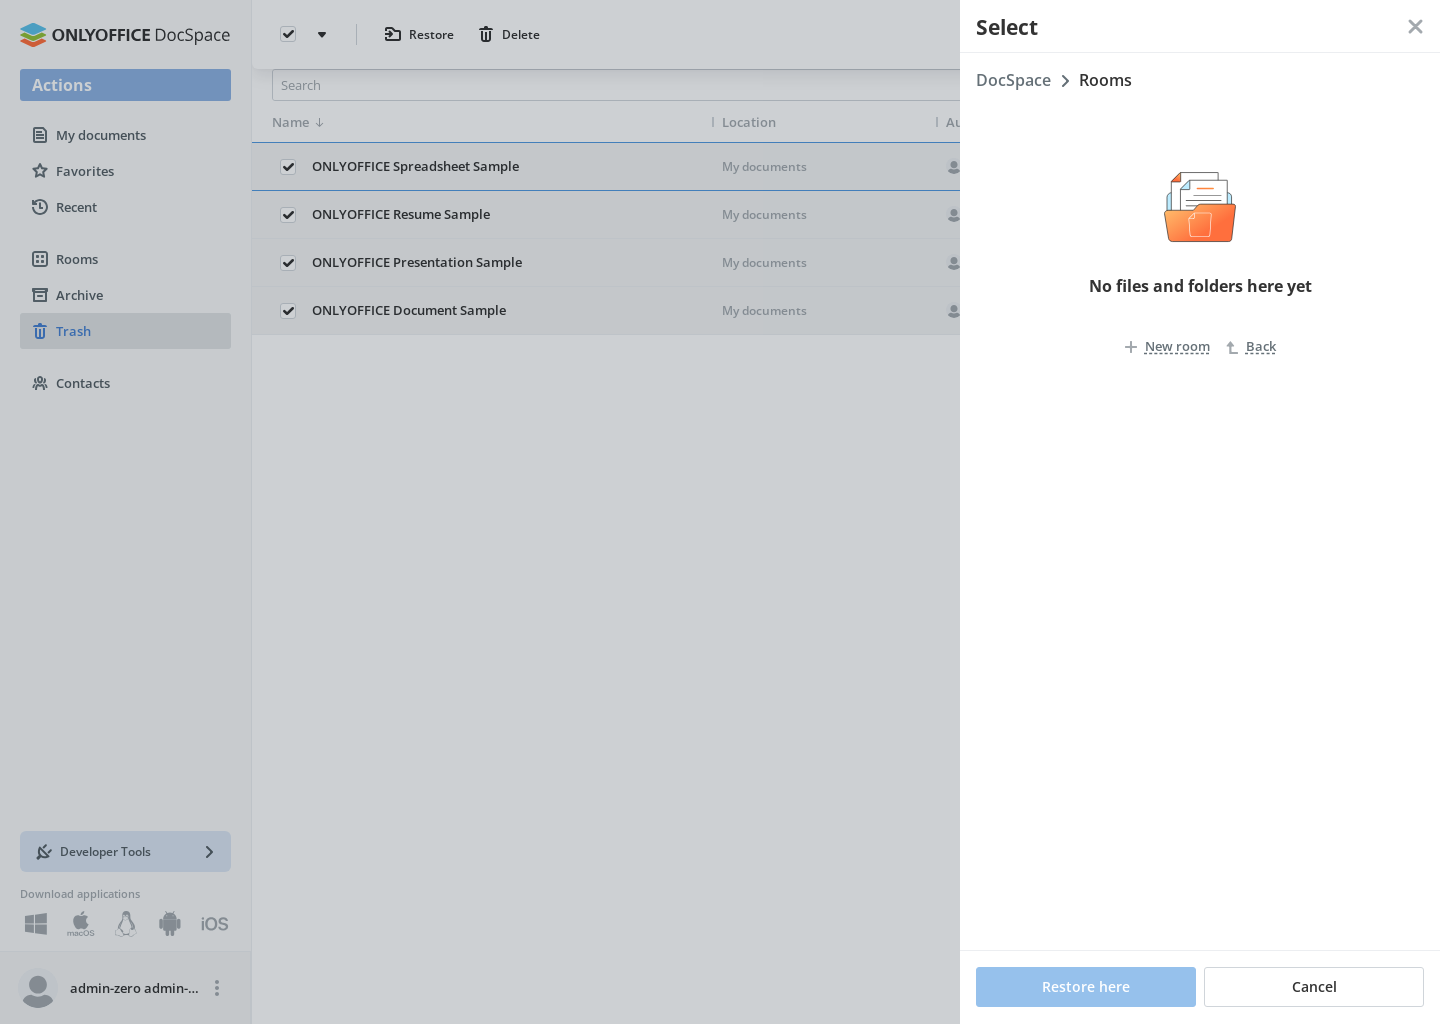 ONLYOFFICE DocSpace
Actions
My documents
Favorites
Recent
Rooms
Archive
Trash
Contacts
Developer Tools
Download applications
macOS
iOS
admin-zero admin-...
Restore
Delete
Search
Name
Location
Au
ONLYOFFICE Spreadsheet Sample
My documents
ONLYOFFICE Resume Sample
My documents
ONLYOFFICE Presentation Sample
My documents
ONLYOFFICE Document Sample
My documents
Select
DocSpace
Rooms
No files and folders here yet
New room
Back
Restore here
Cancel